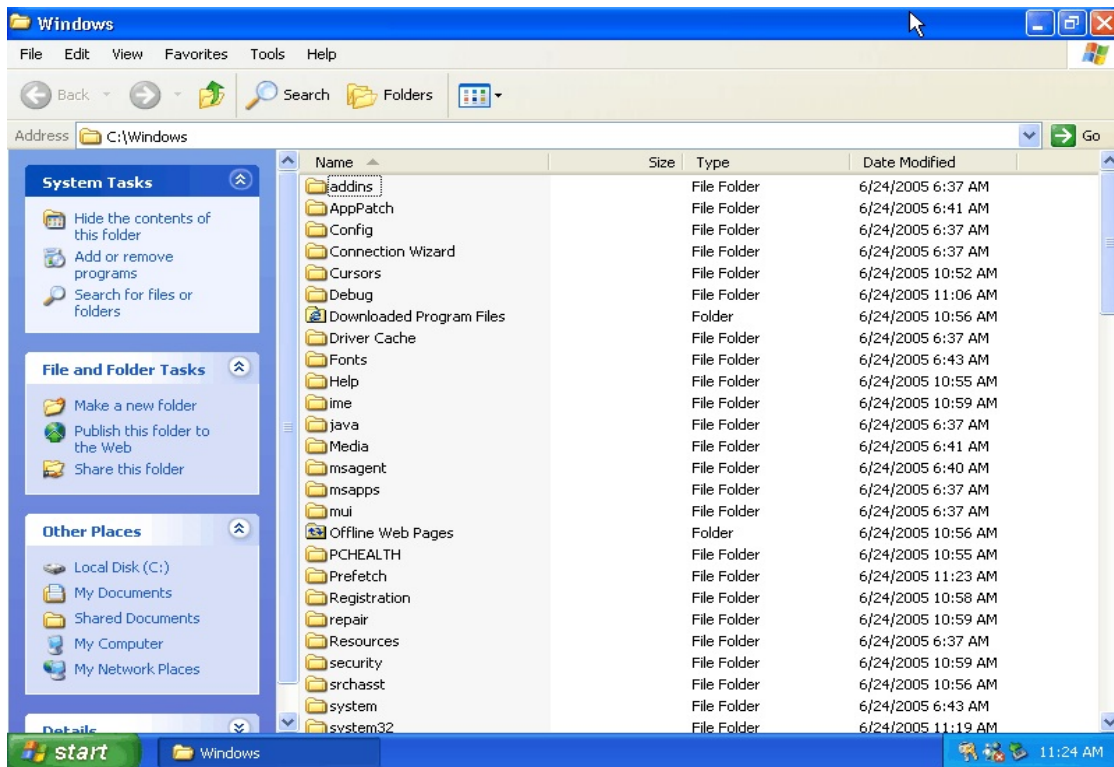 Windows
File Edit View Favorites Tools Help
Back Search Folders
Address C:\Windows Go
System Tasks
Hide the contents of
this folder
Add or remove
programs
Search for files or
folders
File and Folder Tasks
Make a new folder
Publish this folder to
the Web
Share this folder
Other Places
Local Disk (C:)
My Documents
Shared Documents
My Computer
My Network Places
Details
Name Size Type Date Modified
addins File Folder 6/24/2005 6:37 AM
AppPatch File Folder 6/24/2005 6:41 AM
Config File Folder 6/24/2005 6:37 AM
Connection Wizard File Folder 6/24/2005 6:37 AM
Cursors File Folder 6/24/2005 10:52 AM
Debug File Folder 6/24/2005 11:06 AM
Downloaded Program Files Folder 6/24/2005 10:56 AM
Driver Cache File Folder 6/24/2005 6:37 AM
Fonts File Folder 6/24/2005 6:43 AM
Help File Folder 6/24/2005 10:55 AM
ime File Folder 6/24/2005 10:59 AM
java File Folder 6/24/2005 6:37 AM
Media File Folder 6/24/2005 6:41 AM
msagent File Folder 6/24/2005 6:40 AM
msapps File Folder 6/24/2005 6:37 AM
mui File Folder 6/24/2005 6:37 AM
Offline Web Pages Folder 6/24/2005 10:56 AM
PCHEALTH File Folder 6/24/2005 10:55 AM
Prefetch File Folder 6/24/2005 11:23 AM
Registration File Folder 6/24/2005 10:58 AM
repair File Folder 6/24/2005 10:59 AM
Resources File Folder 6/24/2005 6:37 AM
security File Folder 6/24/2005 10:59 AM
srchasst File Folder 6/24/2005 10:56 AM
system File Folder 6/24/2005 6:43 AM
system32 File Folder 6/24/2005 11:19 AM
start Windows 11:24 AM